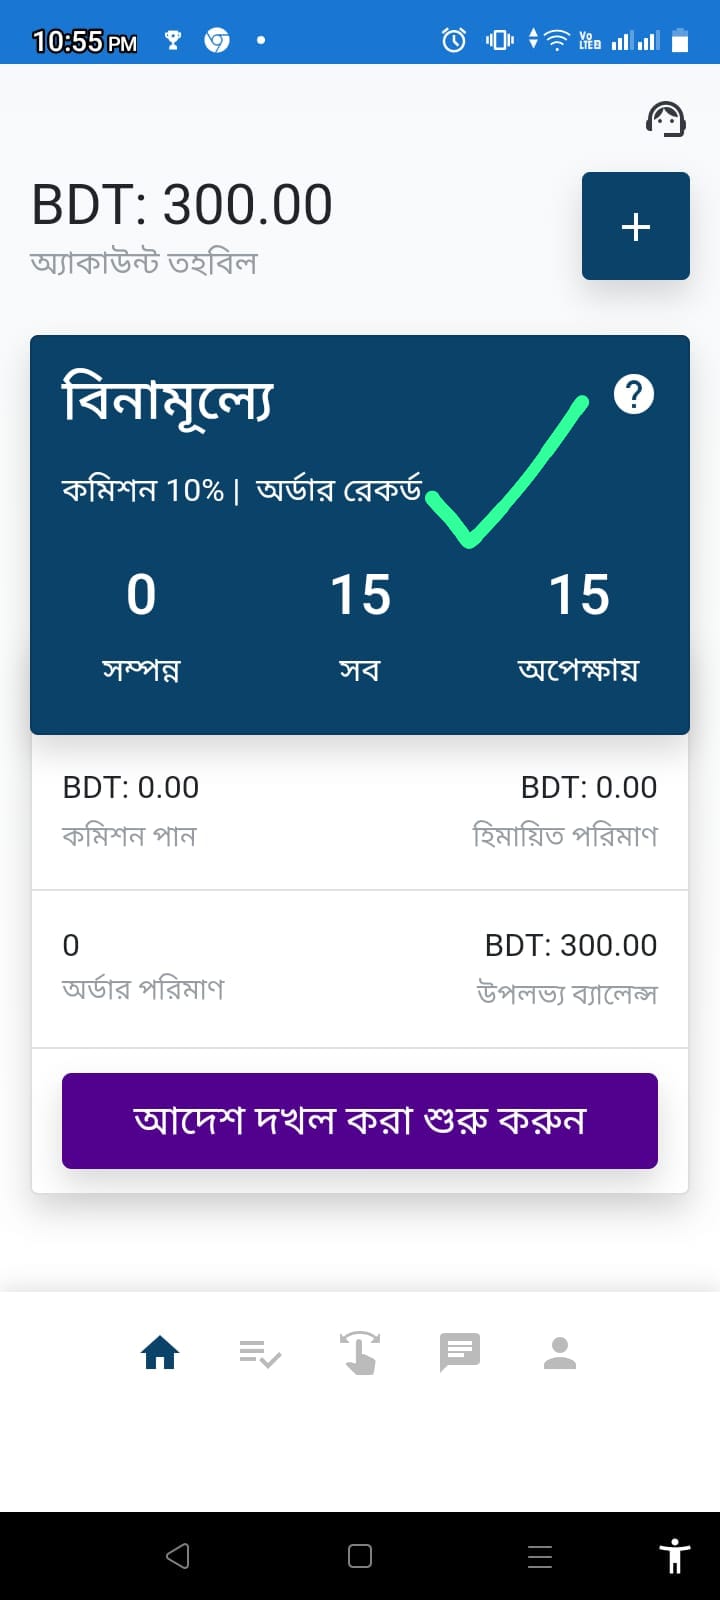 10:55 PM
Vo
LTE 2
BDT: 300.00
অ্যাকাউন্ট তহবিল
+
বিনামূল্যে
?
কমিশন 10% | অর্ডার রেকর্ড
0
15
15
সম্পন্ন
সব
অপেক্ষায়
BDT: 0.00
BDT: 0.00
কমিশন পান
হিমায়িত পরিমাণ
0
BDT: 300.00
অর্ডার পরিমাণ
উপলভ্য ব্যালেন্স
আদেশ দখল করা শুরু করুন